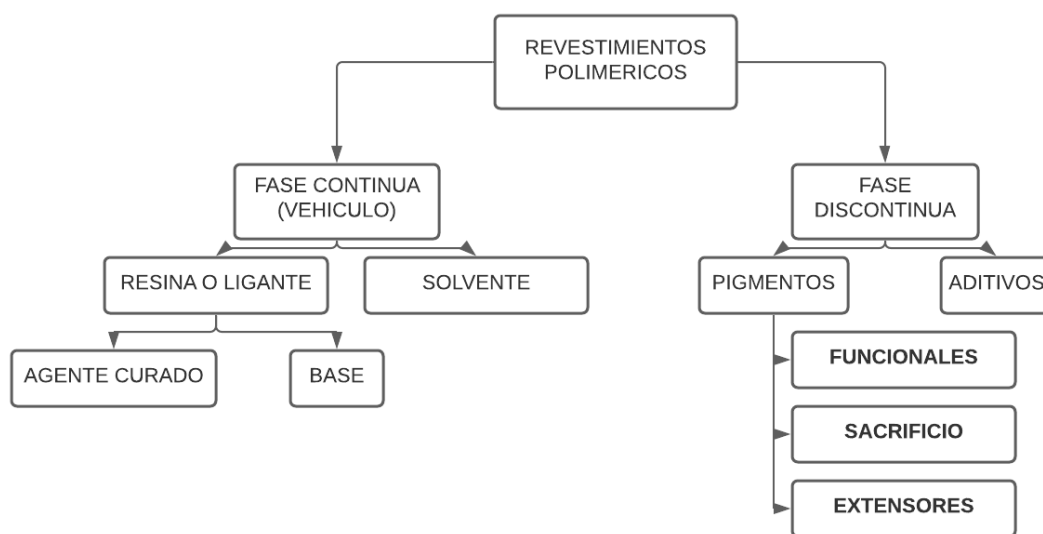 REVESTIMIENTOS
POLIMERICOS
FASE CONTINUA
(VEHICULO)
FASE
DISCONTINUA
RESINA O LIGANTE
SOLVENTE
PIGMENTOS
ADITIVOS
AGENTE CURADO
BASE
FUNCIONALES
SACRIFICIO
EXTENSORES